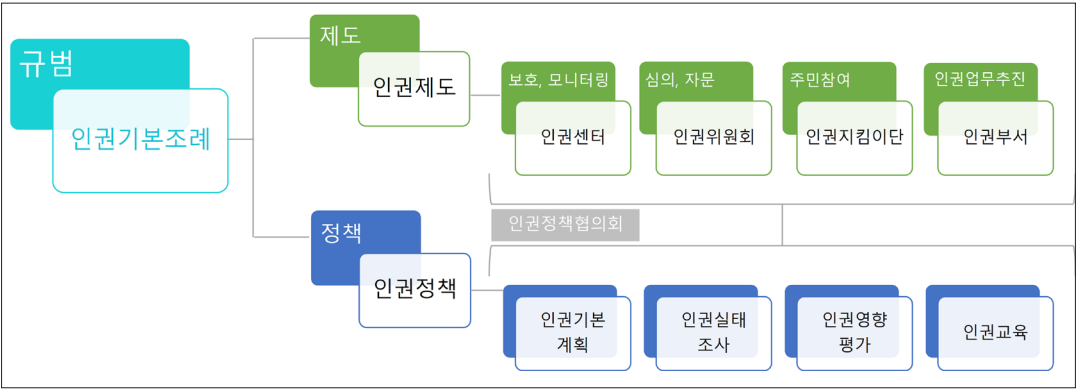 규범
인권기본조례
제도
인권제도
보호, 모니터링
인권센터
심의, 자문
인권위원회
주민참여
인권지킴이단
인권업무추진
인권부서
인권정책협의회
정책
인권정책
인권기본
계획
인권실태
조사
인권영향
평가
인권교육